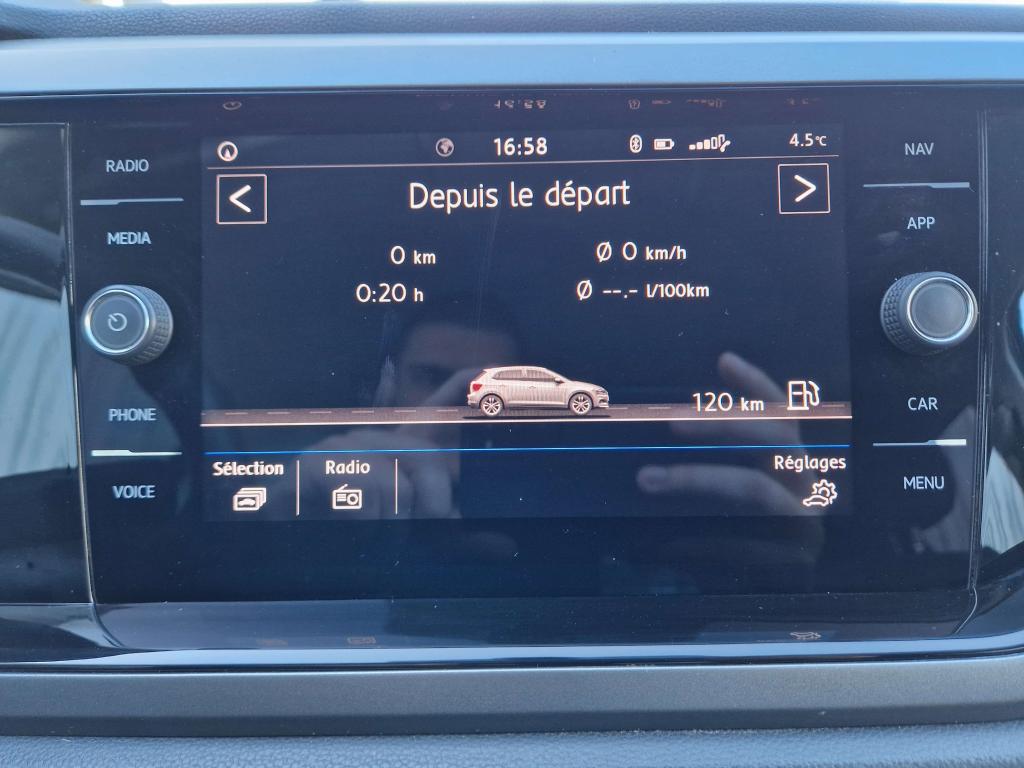 16:58
4.5°C
RADIO
NAV
Depuis le départ
APP
MEDIA
0 km
Ø 0 km/h
0:20 h
Ø --.- l/100km
120 km
PHONE
CAR
Sélection
Radio
Réglages
VOICE
MENU